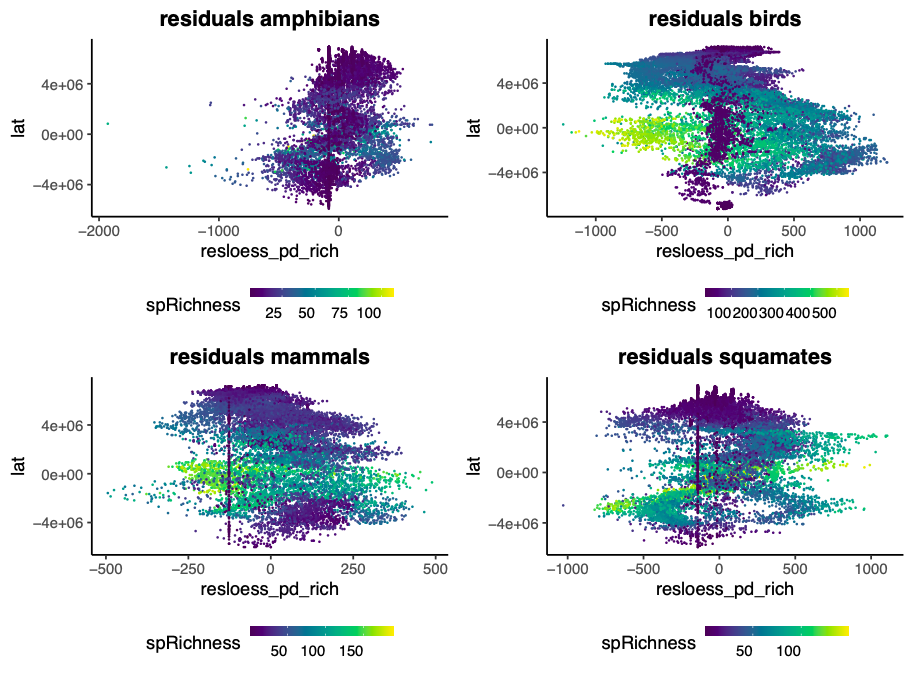 residuals amphibians
lat
4e+06
0e+00
−4e+06
−2000 −1000 0
resloess_pd_rich
spRichness
25 50 75 100
residuals birds
lat
4e+06
0e+00
−4e+06
−1000 −500 0 500 1000
resloess_pd_rich
spRichness
100 200 300 400 500
residuals mammals
lat
4e+06
0e+00
−4e+06
−500 −250 0 250 500
resloess_pd_rich
spRichness
50 100 150
residuals squamates
lat
4e+06
0e+00
−4e+06
−1000 −500 0 500 1000
resloess_pd_rich
spRichness
50 100